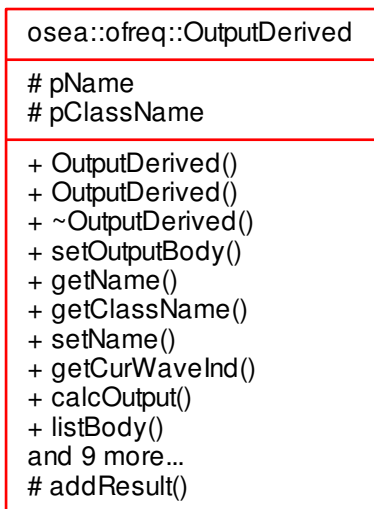 osea::ofreq::OutputDerived
# pName
# pClassName
+ OutputDerived()
+ OutputDerived()
+ ~OutputDerived()
+ setOutputBody()
+ getName()
+ getClassName()
+ setName()
+ getCurWaveInd()
+ calcOutput()
+ listBody()
and 9 more...
# addResult()